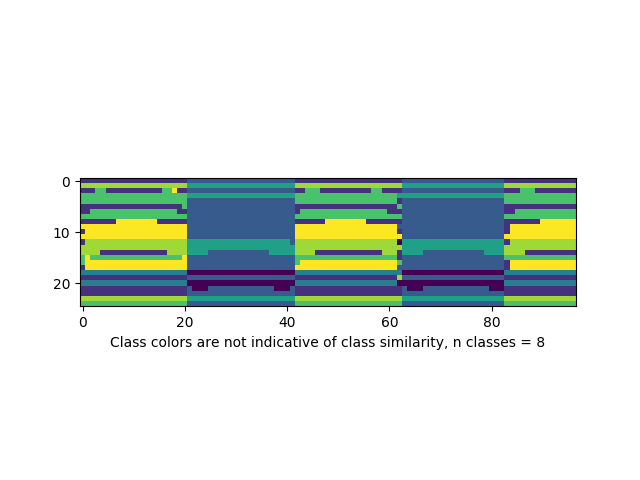 0
10
20
0 20 40 60 80
Class colors are not indicative of class similarity, n classes = 8